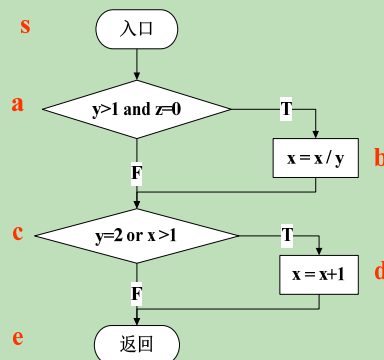 s
入口
a
y>1 and z=0
T
x = x / y
b
F
c
y=2 or x >1
T
x = x+1
d
F
e
返回